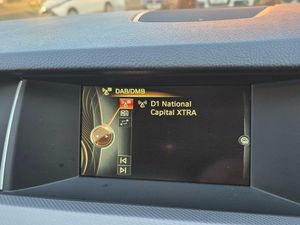 DAB/DMB
D1 National
Capital XTRA